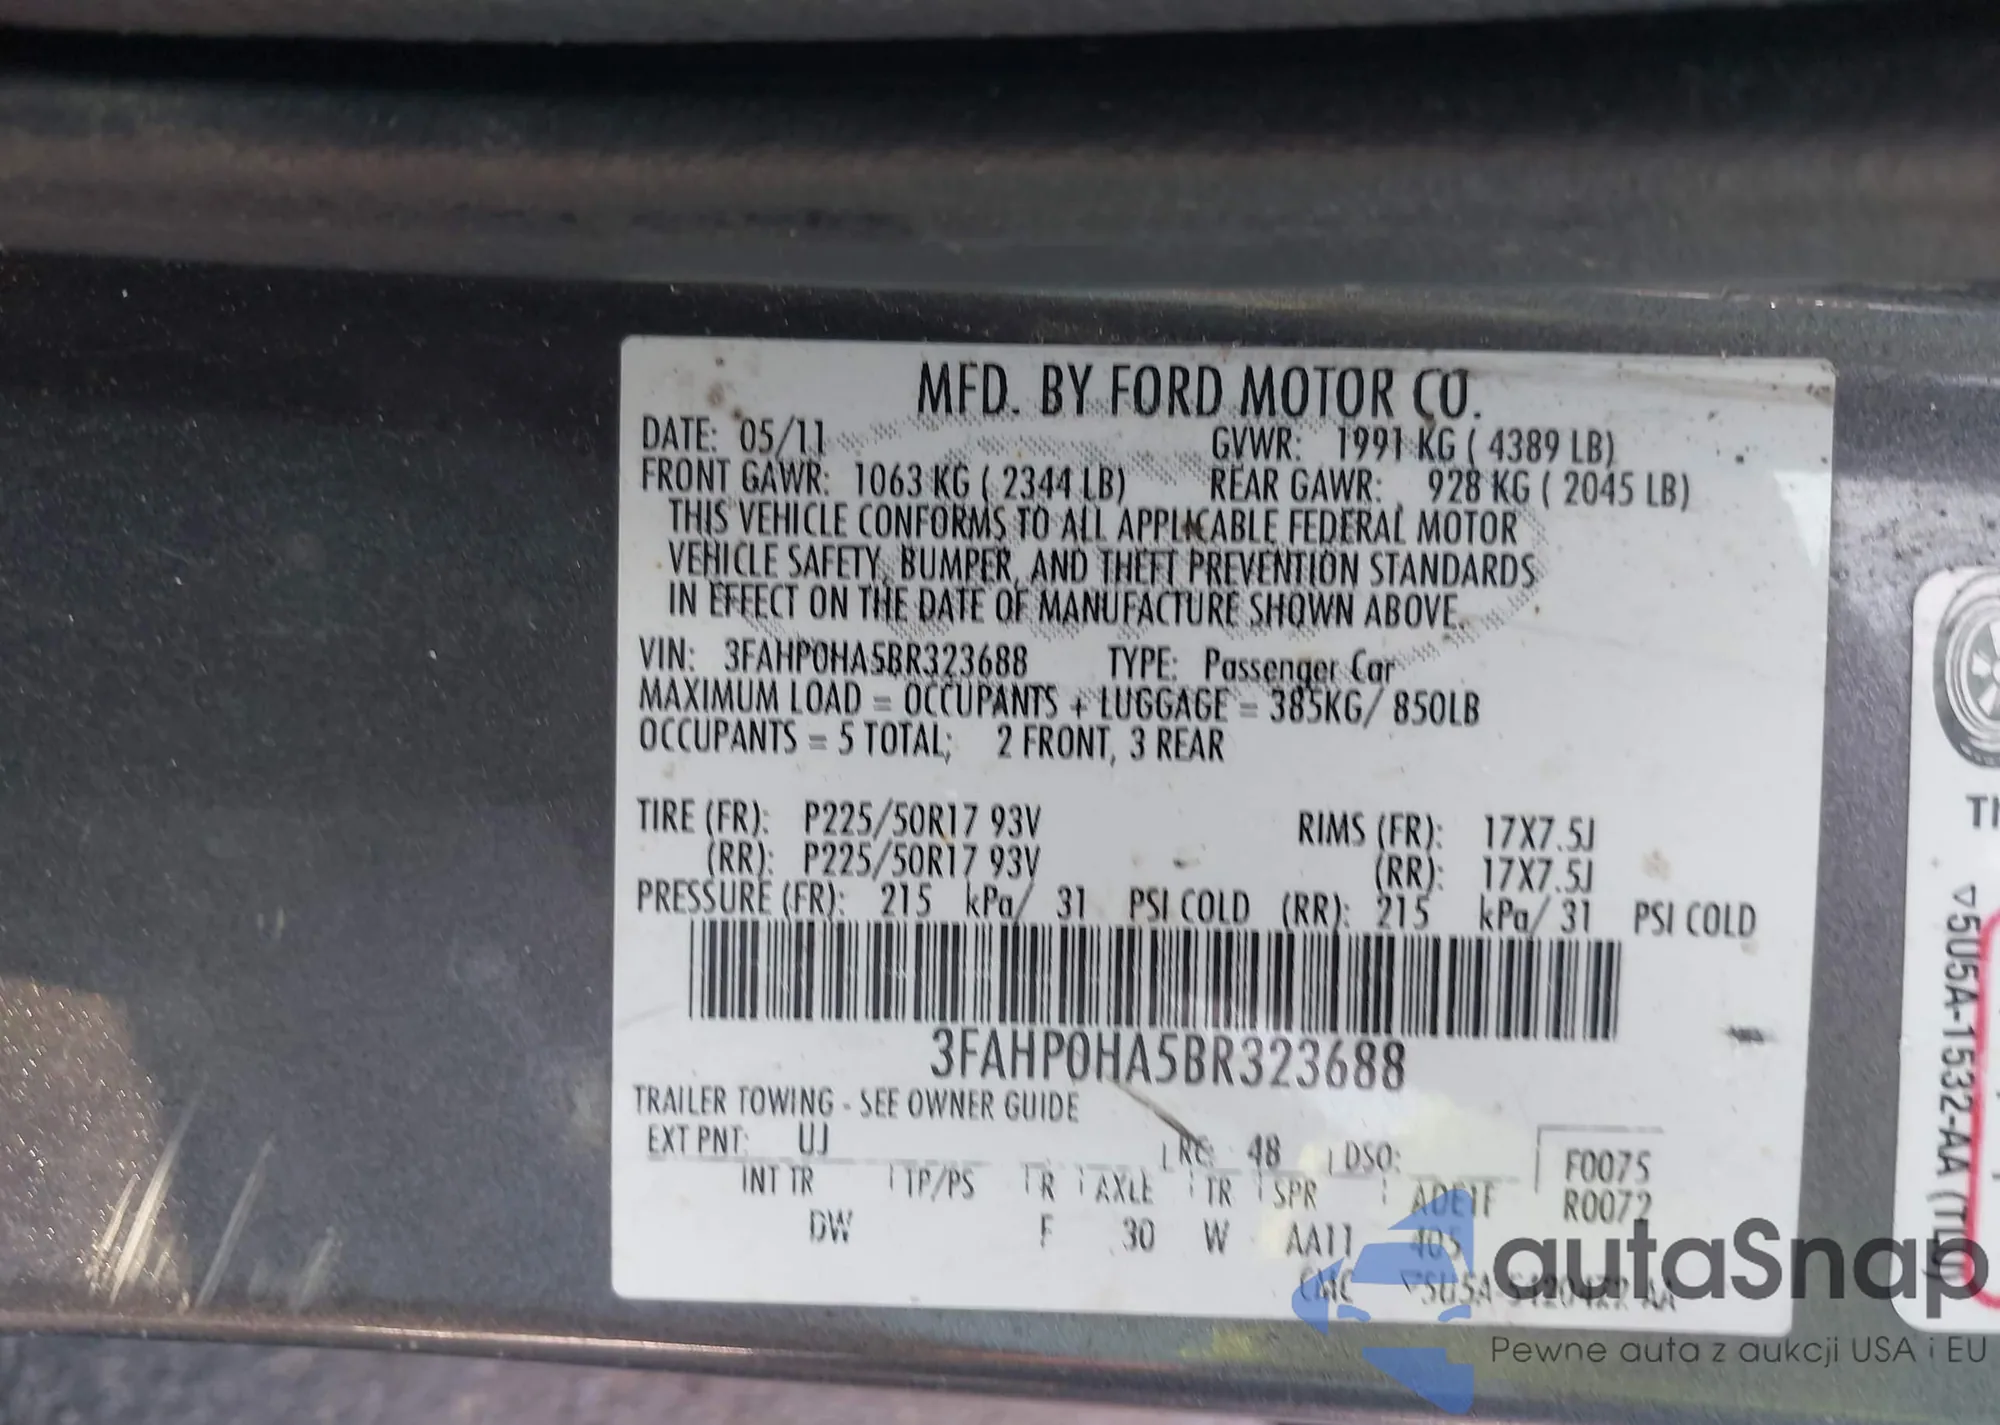 MFD. BY FORD MOTOR CO.
DATE: 05/11 GVWR: 1991 KG ( 4389 LB)
FRONT GAWR: 1063 KG ( 2344 LB) REAR GAWR: 928 KG ( 2045 LB)
THIS VEHICLE CONFORMS TO ALL APPLICABLE FEDERAL MOTOR
VEHICLE SAFETY, BUMPER, AND THEFT PREVENTION STANDARDS
IN EFFECT ON THE DATE OF MANUFACTURE SHOWN ABOVE.
VIN: 3FAHP0HA5BR323688 TYPE: Passenger Car
MAXIMUM LOAD = OCCUPANTS + LUGGAGE = 385KG/ 850LB
OCCUPANTS = 5 TOTAL; 2 FRONT, 3 REAR
TIRE (FR): P225/50R17 93V RIMS (FR): 17X7.5J
(RR): P225/50R17 93V (RR): 17X7.5J
PRESSURE (FR): 215 kPa/ 31 PSI COLD (RR): 215 kPa/ 31 PSI COLD
3FAHP0HA5BR323688
TRAILER TOWING - SEE OWNER GUIDE
EXT PNT: UJ RC: 48 DSO: F0075
INT TR TP/PS R AXLE TR SPR R0072
DW F 30 W AA11 405
CMC
5U5A-15532-AA
autaSnap
Pewne auta z aukcji USA i EU